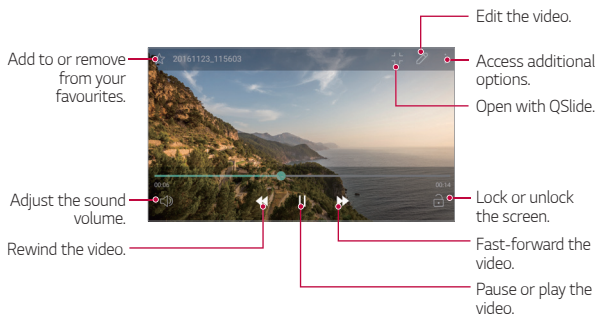 Edit the video.
Add to or remove
from your
favourites.
20161123_115603
Access additional
options.
Open with QSlide.
00:06
00:14
Adjust the sound
volume.
Lock or unlock
the screen.
Rewind the video.
Fast-forward the
video.
Pause or play the
video.